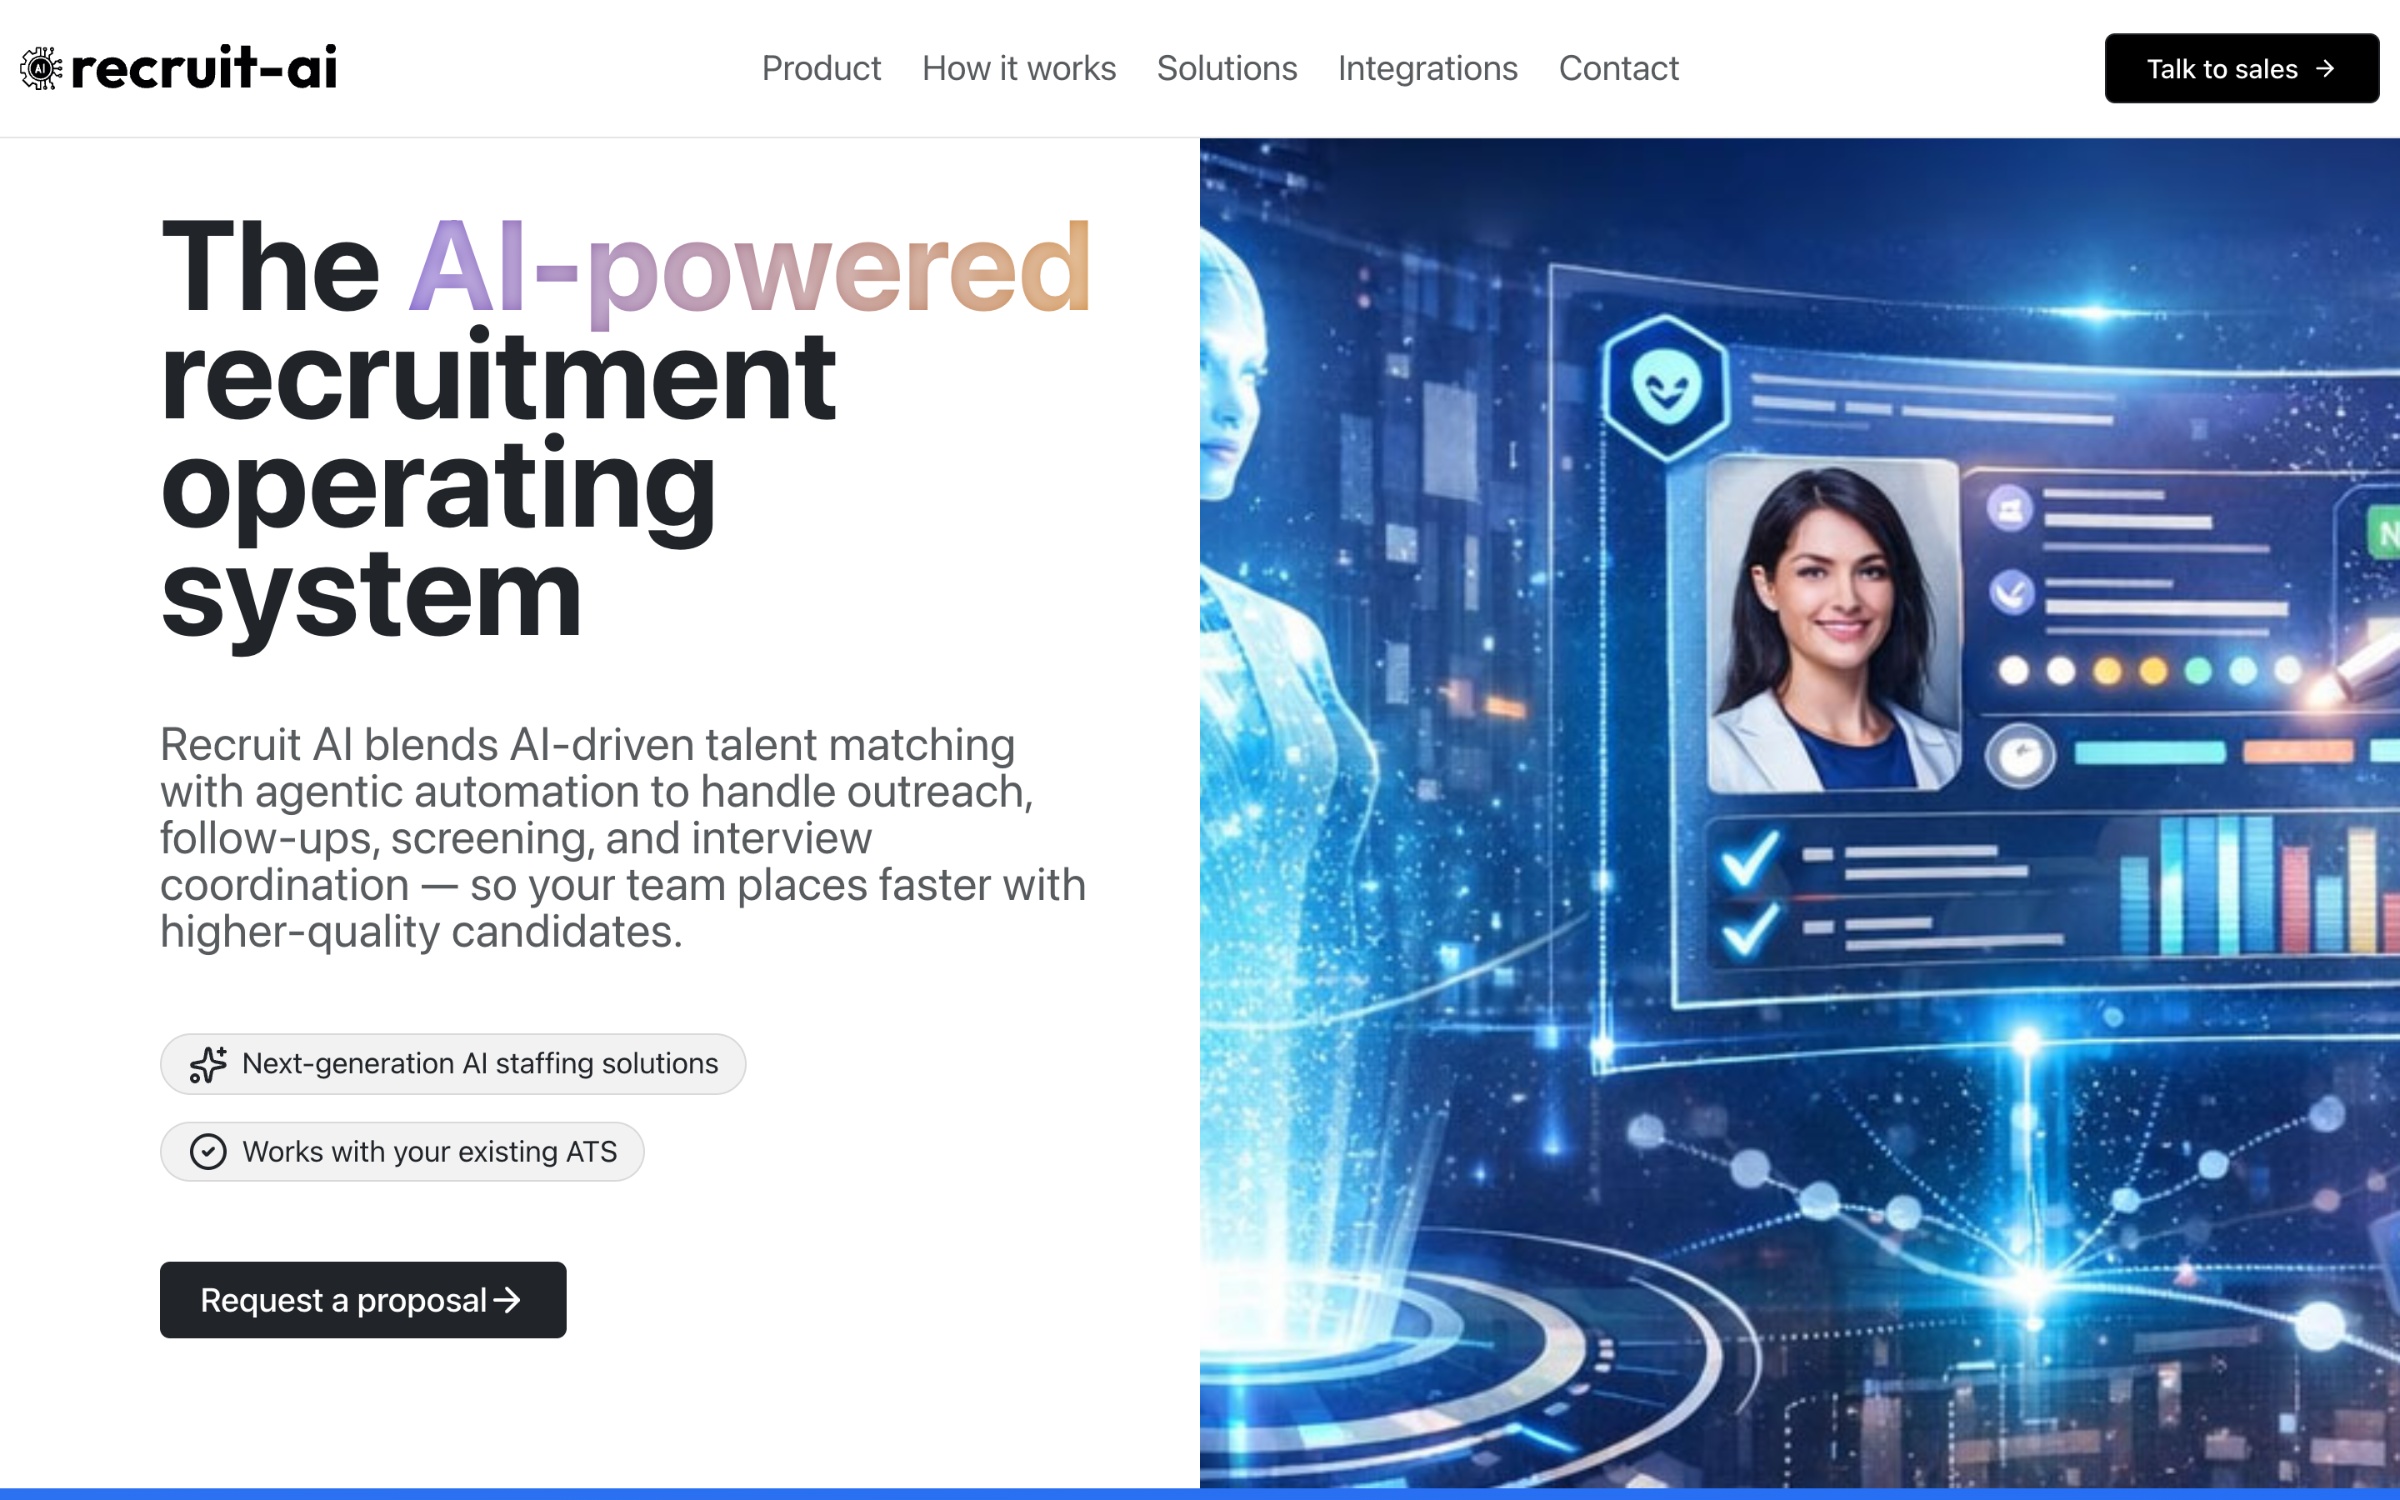 recruit-ai
Product
How it works
Solutions
Integrations
Contact
Talk to sales
The AI-powered
recruitment
operating
system
Recruit AI blends AI-driven talent matching
with agentic automation to handle outreach,
follow-ups, screening, and interview
coordination — so your team places faster with
higher-quality candidates.
Next-generation AI staffing solutions
Works with your existing ATS
Request a proposal
AI
N